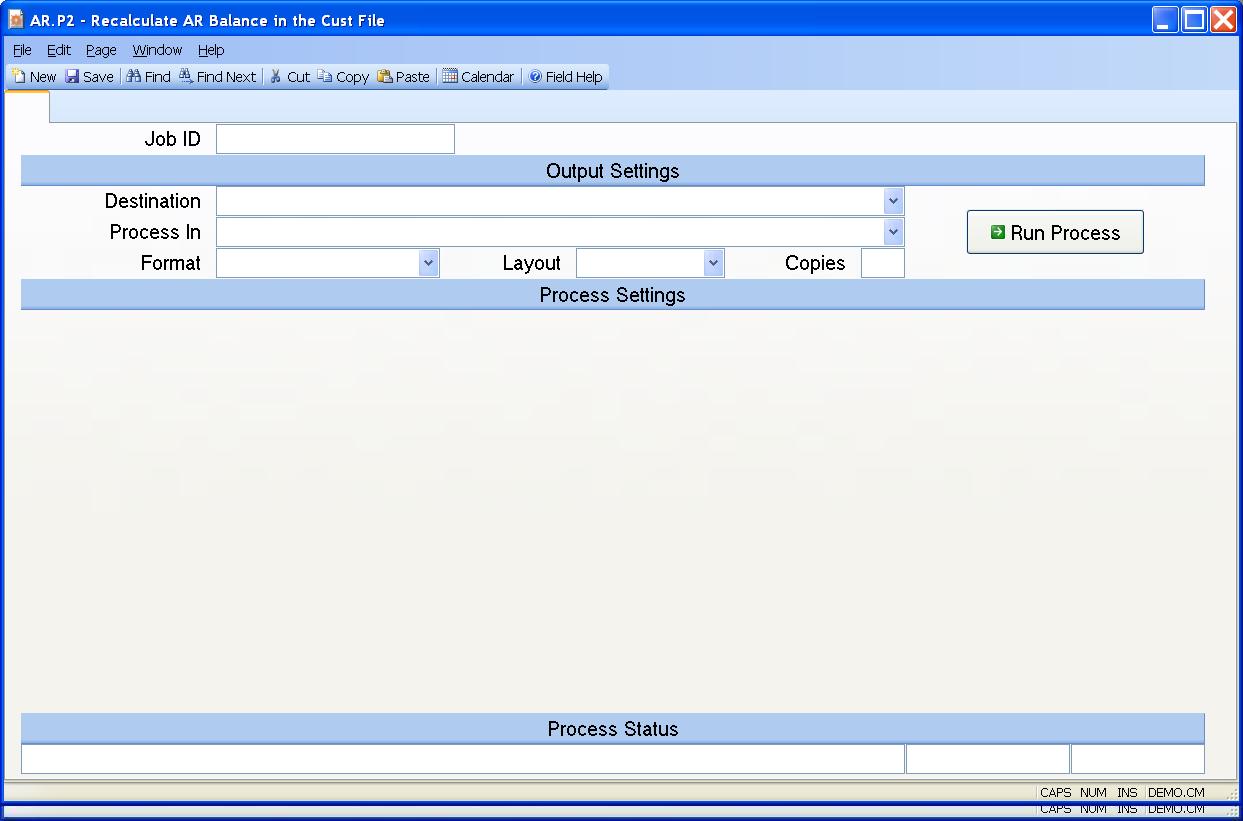 AR.P2 - Recalculate AR Balance in the Cust File
File Edit Page Window Help
New Save Find Find Next Cut Copy Paste Calendar Field Help
Job ID
Output Settings
Destination
Process In
Run Process
Format Layout Copies
Process Settings
Process Status
CAPS NUM INS DEMO.CM
CAPS NUM INS DEMO.CM